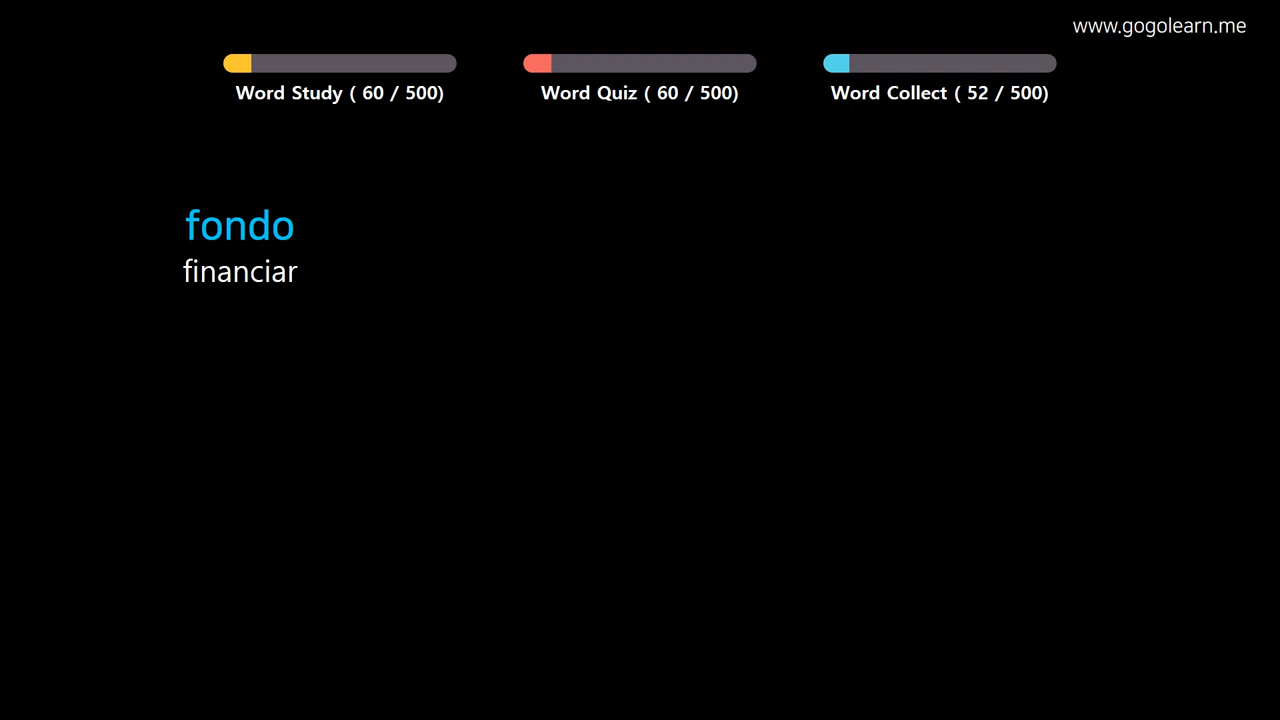 www.gogolearn.me
Word Study ( 60 / 500)
Word Quiz ( 60 / 500)
Word Collect ( 52 / 500)
fondo
financiar